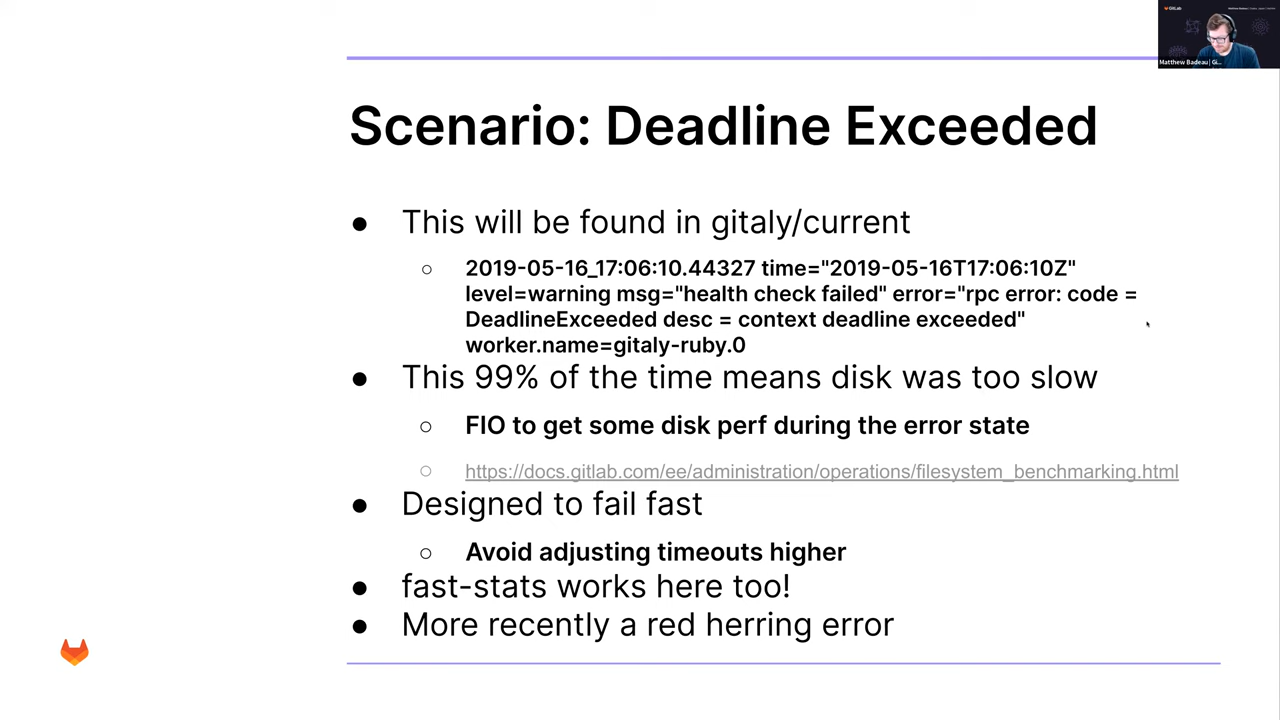 GitLab
Matthew Badeau | Gi...
Scenario: Deadline Exceeded
● This will be found in gitaly/current
○ 2019-05-16_17:06:10.44327 time="2019-05-16T17:06:10Z"
level=warning msg="health check failed" error="rpc error: code =
DeadlineExceeded desc = context deadline exceeded"
worker.name=gitaly-ruby.0
● This 99% of the time means disk was too slow
○ FIO to get some disk perf during the error state
○ https://docs.gitlab.com/ee/administration/operations/filesystem_benchmarking.html
● Designed to fail fast
○ Avoid adjusting timeouts higher
● fast-stats works here too!
● More recently a red herring error